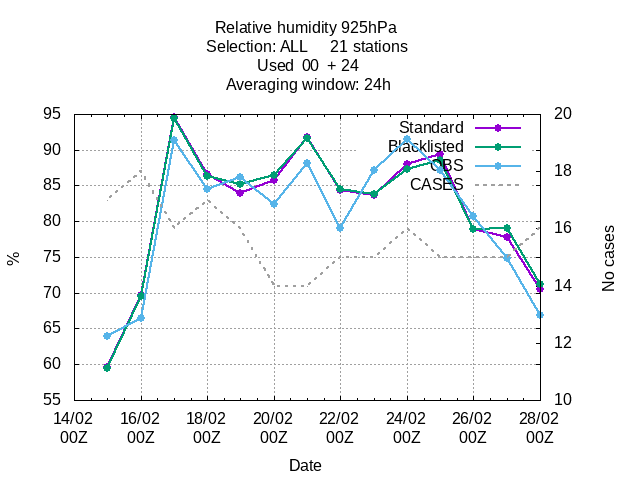 Relative humidity 925hPa
Selection: ALL     21 stations
Used  00  + 24
Averaging window: 24h
95 20
Standard
90 Blacklisted
OBS 18
85 CASES
80 16
75
% No cases
70 14
65
60 12
55 10
14/02 16/02 18/02 20/02 22/02 24/02 26/02 28/02
00Z 00Z 00Z 00Z 00Z 00Z 00Z 00Z
Date